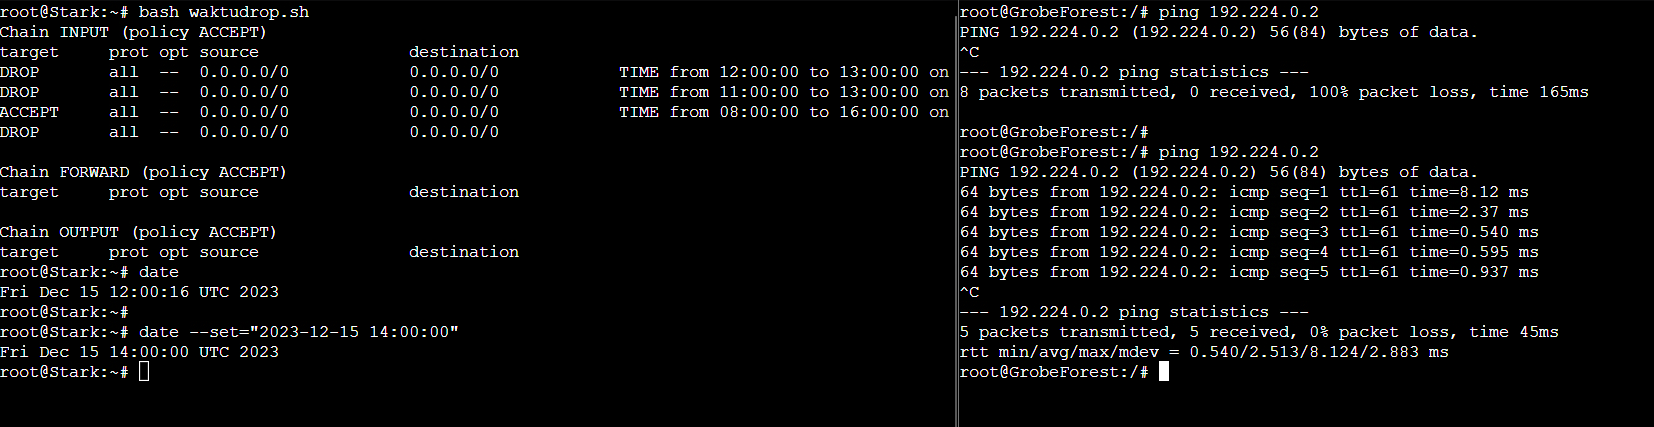 root@Stark:~# bash waktudrop.sh
Chain INPUT (policy ACCEPT)
target     prot opt source               destination
DROP       all  --  0.0.0.0/0            0.0.0.0/0            TIME from 12:00:00 to 13:00:00 on
DROP       all  --  0.0.0.0/0            0.0.0.0/0            TIME from 11:00:00 to 13:00:00 on
ACCEPT     all  --  0.0.0.0/0            0.0.0.0/0            TIME from 08:00:00 to 16:00:00 on
DROP       all  --  0.0.0.0/0            0.0.0.0/0
Chain FORWARD (policy ACCEPT)
target     prot opt source               destination
Chain OUTPUT (policy ACCEPT)
target     prot opt source               destination
root@Stark:~# date
Fri Dec 15 12:00:16 UTC 2023
root@Stark:~#
root@Stark:~# date --set="2023-12-15 14:00:00"
Fri Dec 15 14:00:00 UTC 2023
root@Stark:~#
root@GrobeForest:/# ping 192.224.0.2
PING 192.224.0.2 (192.224.0.2) 56(84) bytes of data.
^C
--- 192.224.0.2 ping statistics ---
8 packets transmitted, 0 received, 100% packet loss, time 165ms
root@GrobeForest:/#
root@GrobeForest:/# ping 192.224.0.2
PING 192.224.0.2 (192.224.0.2) 56(84) bytes of data.
64 bytes from 192.224.0.2: icmp_seq=1 ttl=61 time=8.12 ms
64 bytes from 192.224.0.2: icmp_seq=2 ttl=61 time=2.37 ms
64 bytes from 192.224.0.2: icmp_seq=3 ttl=61 time=0.540 ms
64 bytes from 192.224.0.2: icmp_seq=4 ttl=61 time=0.595 ms
64 bytes from 192.224.0.2: icmp_seq=5 ttl=61 time=0.937 ms
^C
--- 192.224.0.2 ping statistics ---
5 packets transmitted, 5 received, 0% packet loss, time 45ms
rtt min/avg/max/mdev = 0.540/2.513/8.124/2.883 ms
root@GrobeForest:/#